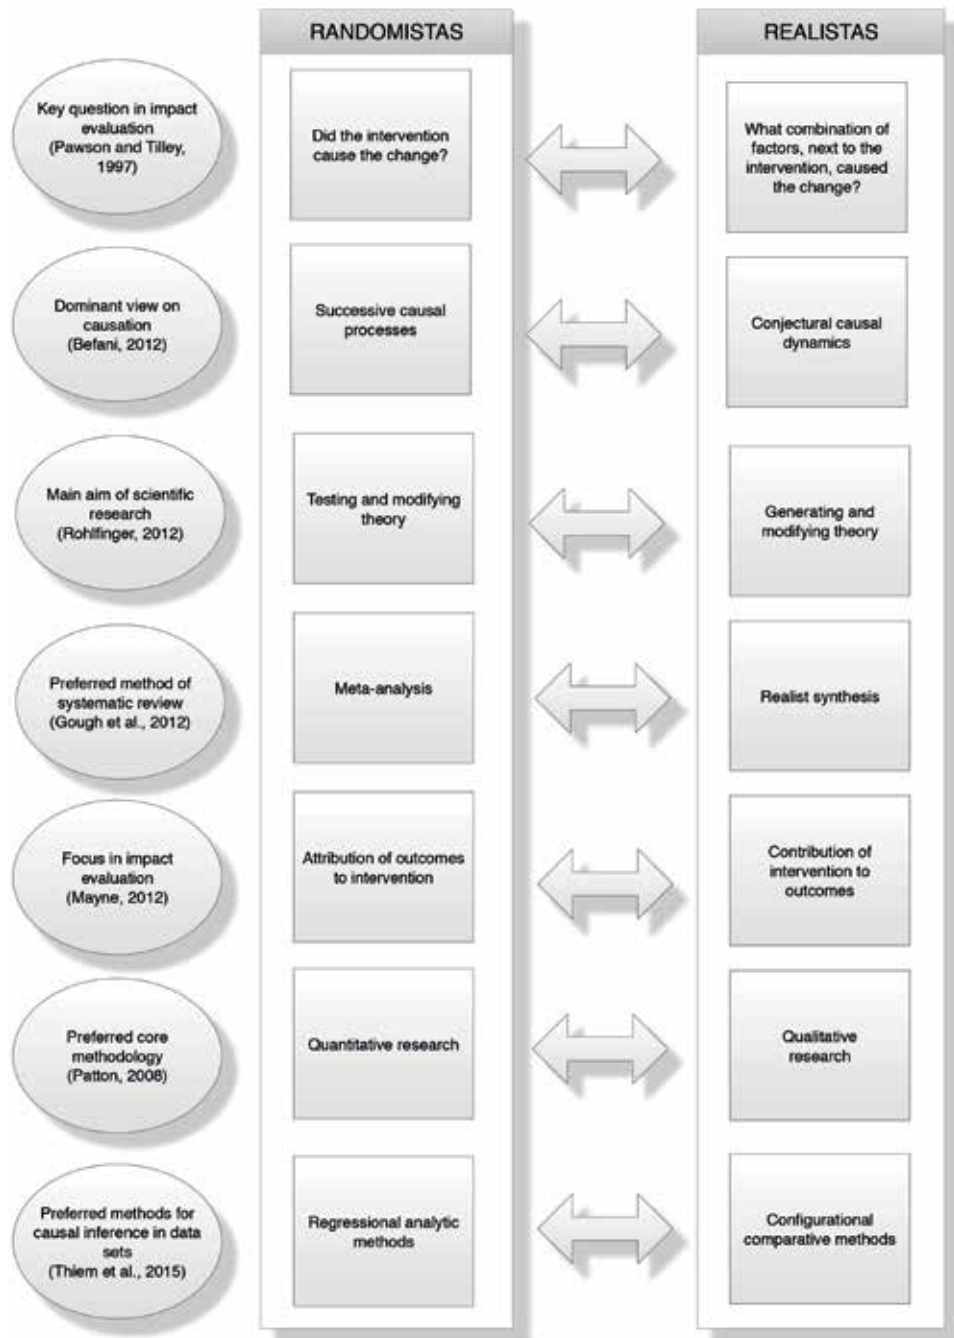 RANDOMISTAS
REALISTAS
Key question in impact
evaluation
(Pawson and Tilley,
1997)
Did the intervention
cause the change?
What combination of
factors, next to the
intervention, caused
the change?
Dominant view on
causation
(Befani, 2012)
Successive causal
processes
Conjectural causal
dynamics
Main aim of scientific
research
(Rohlfinger, 2012)
Testing and modifying
theory
Generating and
modifying theory
Preferred method of
systematic review
(Gough et al., 2012)
Meta-analysis
Realist synthesis
Focus in impact
evaluation
(Mayne, 2012)
Attribution of outcomes
to intervention
Contribution of
intervention to
outcomes
Preferred core
methodology
(Patton, 2008)
Quantitative research
Qualitative
research
Preferred methods for
causal inference in data
sets
(Thiem et al., 2015)
Regressional analytic
methods
Configurational
comparative methods